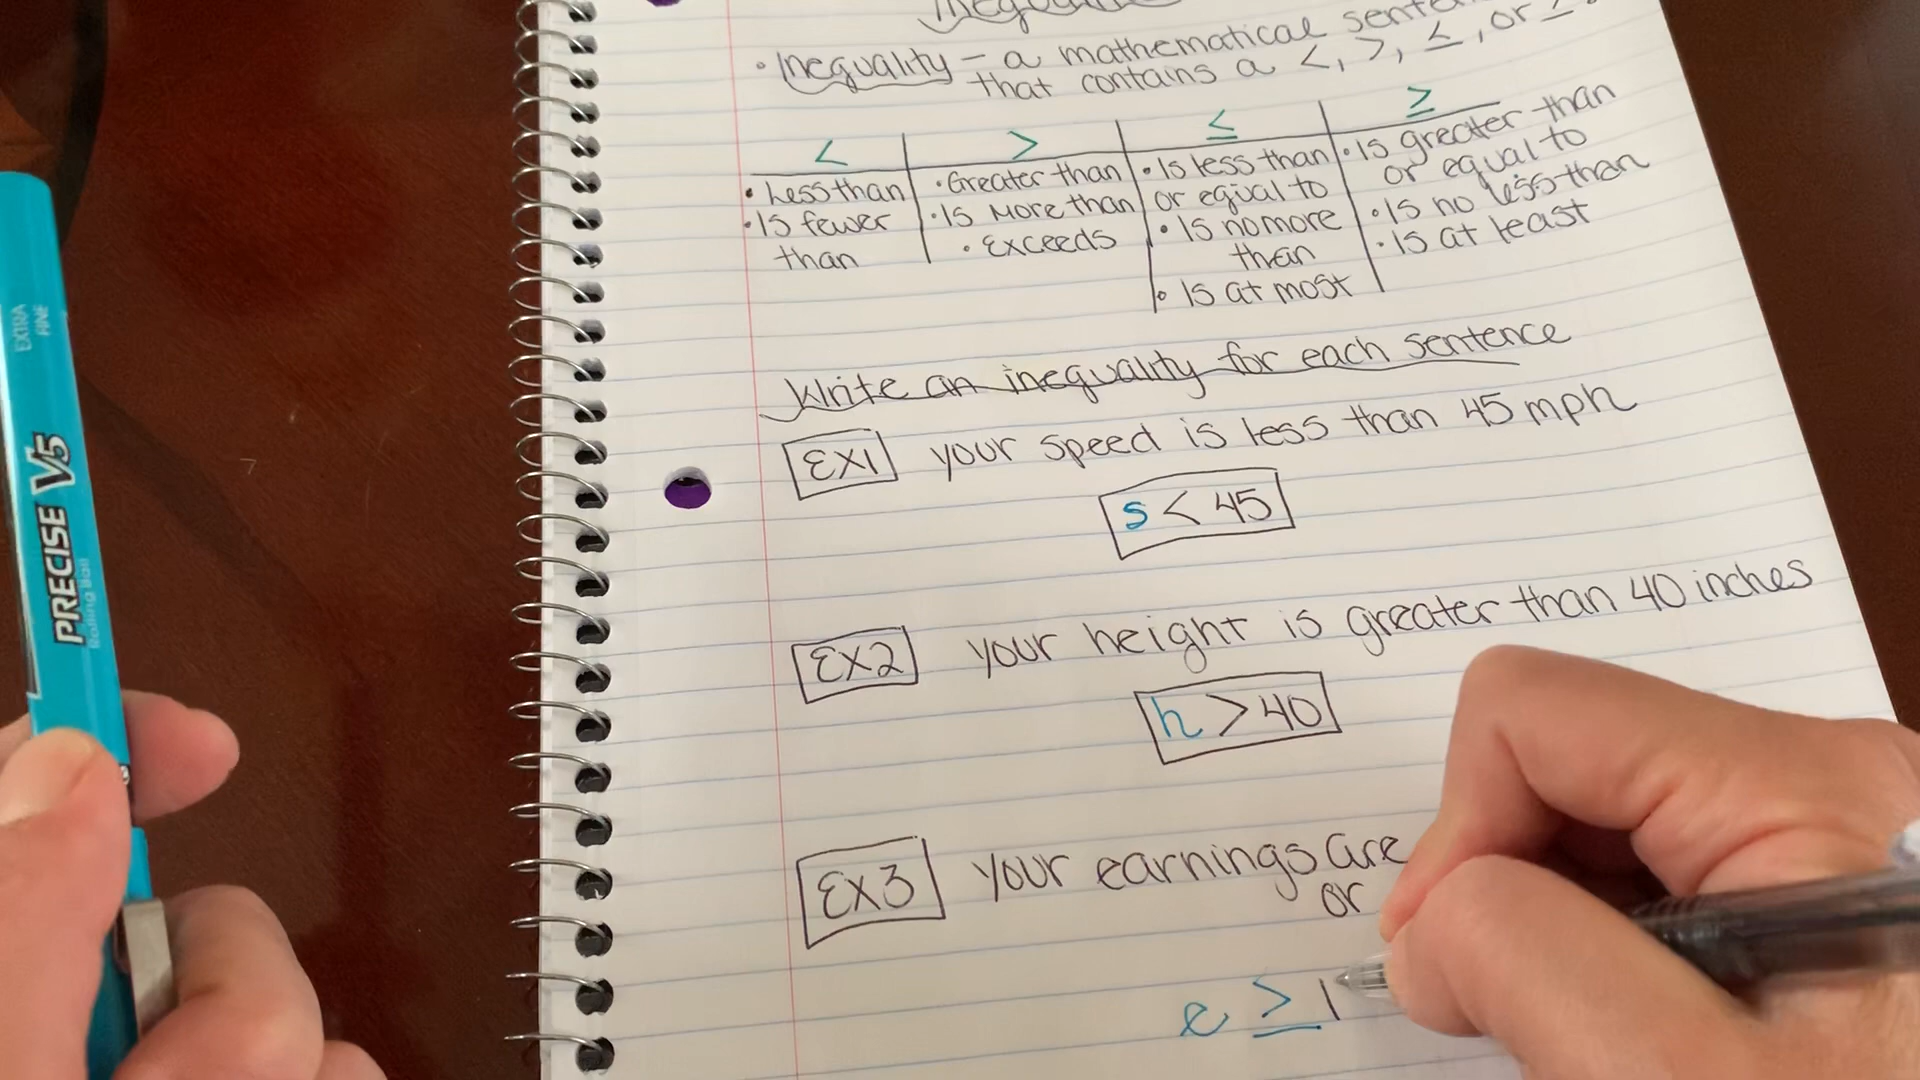 • Inequality – a mathematical
that contains a <, >, ≤, or ≥
< > ≤ ≥
• Less than
• Is fewer
than
• Greater than
• Is more than
• Exceeds
• Is less than
or equal to
• Is no more
than
• Is at most
• Is greater than
or equal to
• Is no less than
• Is at least
Write an inequality for each sentence
EX1 your speed is less than 45 mph
s < 45
EX2 your height is greater than 40 inches
h > 40
EX3 your earnings are
or
e ≥ 1
PRECISE V5
Rolling Ball
EXTRA
FINE